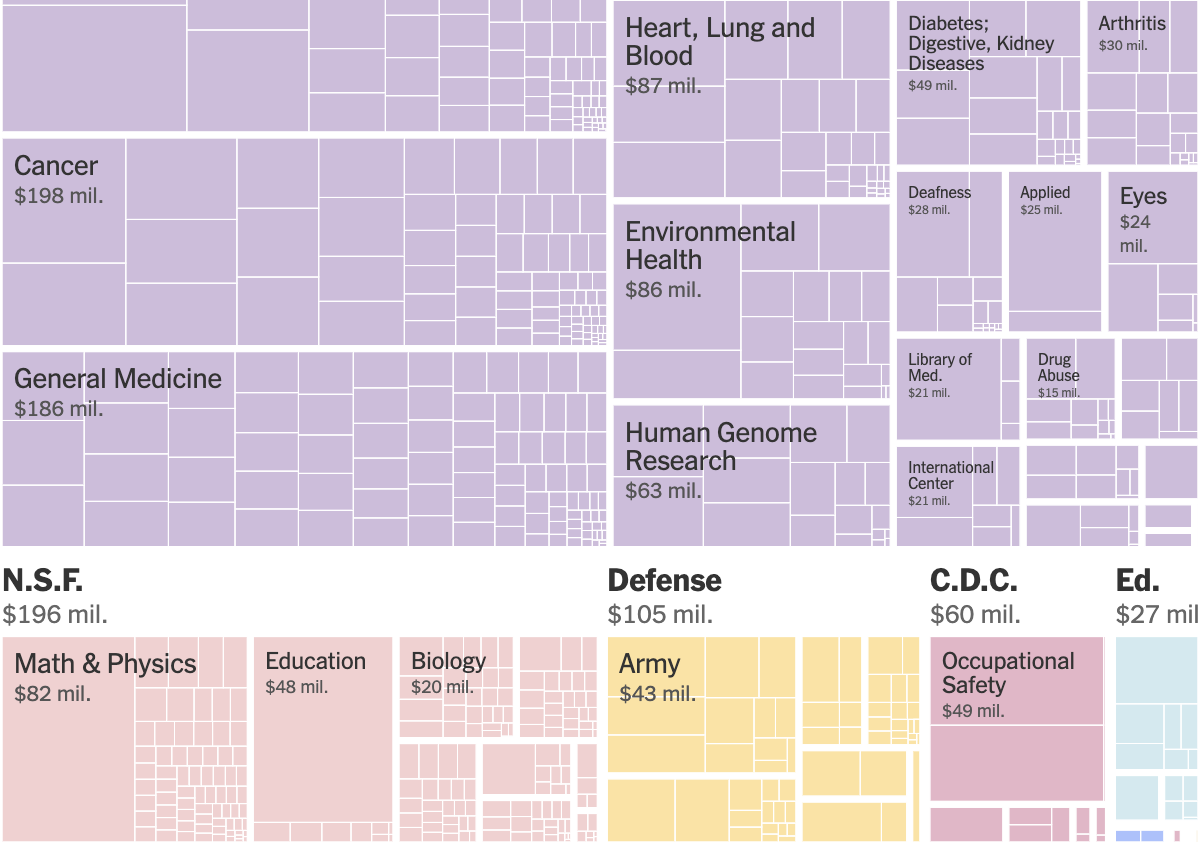 Heart, Lung and
Blood
$87 mil.
Diabetes;
Digestive, Kidney
Diseases
$49 mil.
Arthritis
$30 mil.
Cancer
$198 mil.
Deafness
$28 mil.
Applied
$25 mil.
Eyes
$24
mil.
Environmental
Health
$86 mil.
General Medicine
$186 mil.
Library of
Med.
$21 mil.
Drug
Abuse
$15 mil.
Human Genome
Research
$63 mil.
International
Center
$21 mil.
N.S.F.
$196 mil.
Defense
$105 mil.
C.D.C.
$60 mil.
Ed.
$27 mil
Math & Physics
$82 mil.
Education
$48 mil.
Biology
$20 mil.
Army
$43 mil.
Occupational
Safety
$49 mil.